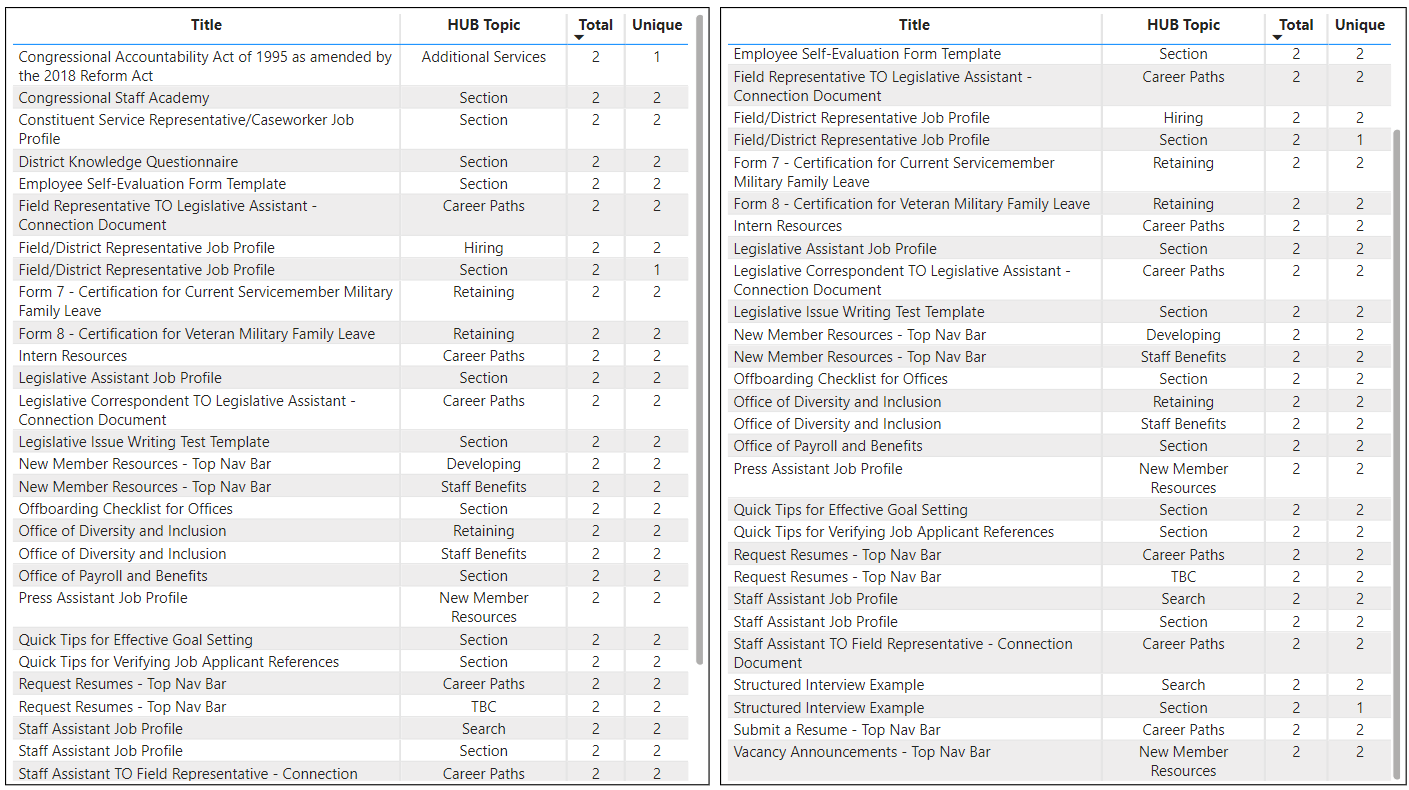 Title HUB Topic Total Unique
Congressional Accountability Act of 1995 as amended by Additional Services 2 1
the 2018 Reform Act
Congressional Staff Academy Section 2 2
Constituent Service Representative/Caseworker Job Section 2 2
Profile
District Knowledge Questionnaire Section 2 2
Employee Self-Evaluation Form Template Section 2 2
Field Representative TO Legislative Assistant - Career Paths 2 2
Connection Document
Field/District Representative Job Profile Hiring 2 2
Field/District Representative Job Profile Section 2 1
Form 7 - Certification for Current Servicemember Military Retaining 2 2
Family Leave
Form 8 - Certification for Veteran Military Family Leave Retaining 2 2
Intern Resources Career Paths 2 2
Legislative Assistant Job Profile Section 2 2
Legislative Correspondent TO Legislative Assistant - Career Paths 2 2
Connection Document
Legislative Issue Writing Test Template Section 2 2
New Member Resources - Top Nav Bar Developing 2 2
New Member Resources - Top Nav Bar Staff Benefits 2 2
Offboarding Checklist for Offices Section 2 2
Office of Diversity and Inclusion Retaining 2 2
Office of Diversity and Inclusion Staff Benefits 2 2
Office of Payroll and Benefits Section 2 2
Press Assistant Job Profile New Member 2 2
Resources
Quick Tips for Effective Goal Setting Section 2 2
Quick Tips for Verifying Job Applicant References Section 2 2
Request Resumes - Top Nav Bar Career Paths 2 2
Request Resumes - Top Nav Bar TBC 2 2
Staff Assistant Job Profile Search 2 2
Staff Assistant Job Profile Section 2 2
Staff Assistant TO Field Representative - Connection Career Paths 2 2
Title HUB Topic Total Unique
Employee Self-Evaluation Form Template Section 2 2
Field Representative TO Legislative Assistant - Career Paths 2 2
Connection Document
Field/District Representative Job Profile Hiring 2 2
Field/District Representative Job Profile Section 2 1
Form 7 - Certification for Current Servicemember Retaining 2 2
Military Family Leave
Form 8 - Certification for Veteran Military Family Leave Retaining 2 2
Intern Resources Career Paths 2 2
Legislative Assistant Job Profile Section 2 2
Legislative Correspondent TO Legislative Assistant - Career Paths 2 2
Connection Document
Legislative Issue Writing Test Template Section 2 2
New Member Resources - Top Nav Bar Developing 2 2
New Member Resources - Top Nav Bar Staff Benefits 2 2
Offboarding Checklist for Offices Section 2 2
Office of Diversity and Inclusion Retaining 2 2
Office of Diversity and Inclusion Staff Benefits 2 2
Office of Payroll and Benefits Section 2 2
Press Assistant Job Profile New Member 2 2
Resources
Quick Tips for Effective Goal Setting Section 2 2
Quick Tips for Verifying Job Applicant References Section 2 2
Request Resumes - Top Nav Bar Career Paths 2 2
Request Resumes - Top Nav Bar TBC 2 2
Staff Assistant Job Profile Search 2 2
Staff Assistant Job Profile Section 2 2
Staff Assistant TO Field Representative - Connection Career Paths 2 2
Document
Structured Interview Example Search 2 2
Structured Interview Example Section 2 1
Submit a Resume - Top Nav Bar Career Paths 2 2
Vacancy Announcements - Top Nav Bar New Member 2 2
Resources